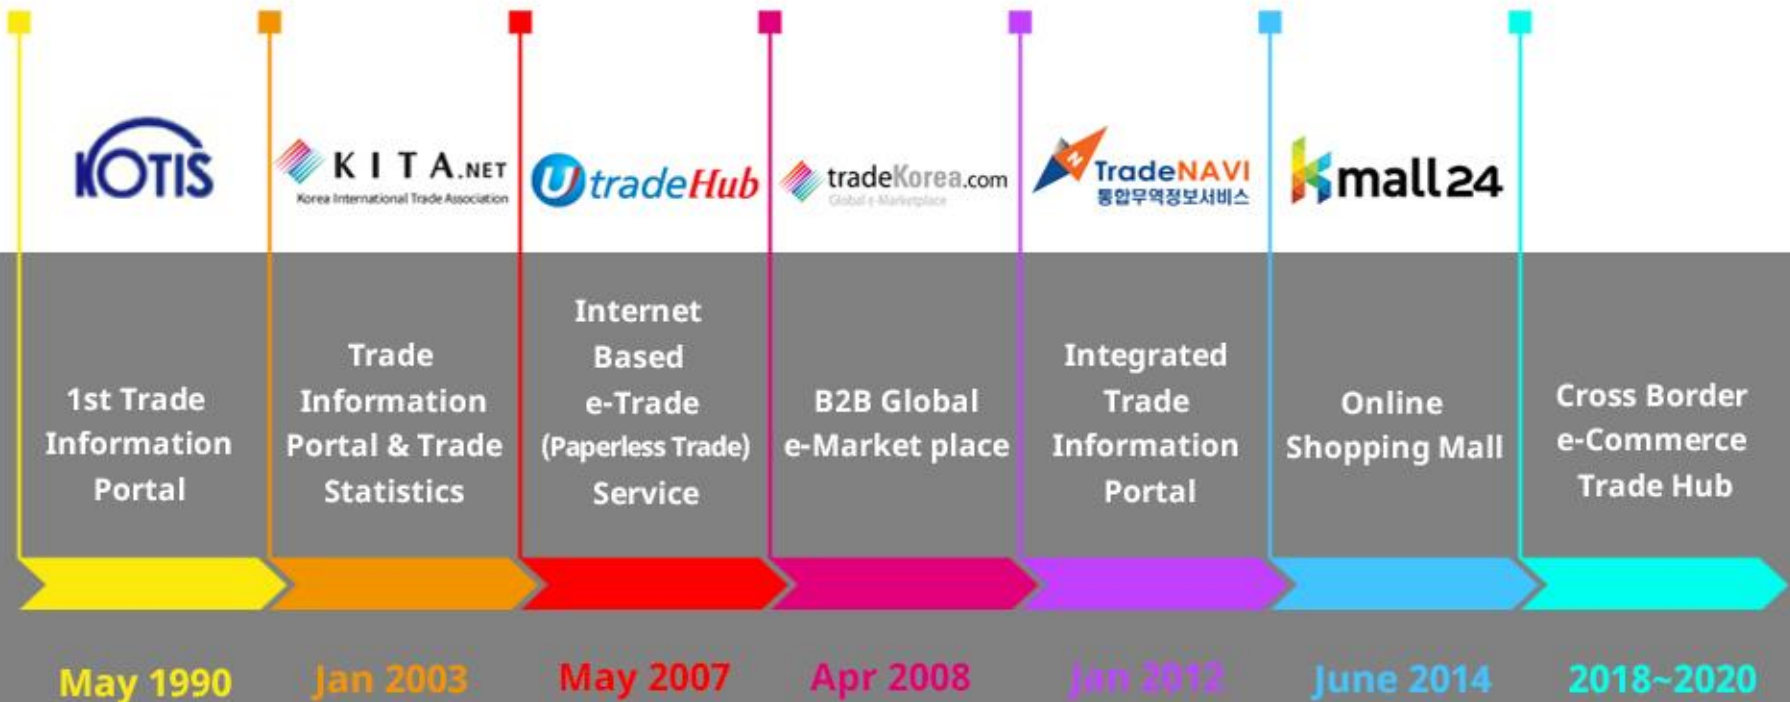 KOTIS
KITA.NET
Korea International Trade Association
U tradeHub
tradeKorea.com
Global e-Marketplace
N
TradeNAVI
통합무역정보서비스
kmall24
1st Trade
Information
Portal
Trade
Information
Portal & Trade
Statistics
Internet
Based
e-Trade
(Paperless Trade)
Service
B2B Global
e-Market place
Integrated
Trade
Information
Portal
Online
Shopping Mall
Cross Border
e-Commerce
Trade Hub
May 1990
Jan 2003
May 2007
Apr 2008
Jan 2012
June 2014
2018~2020